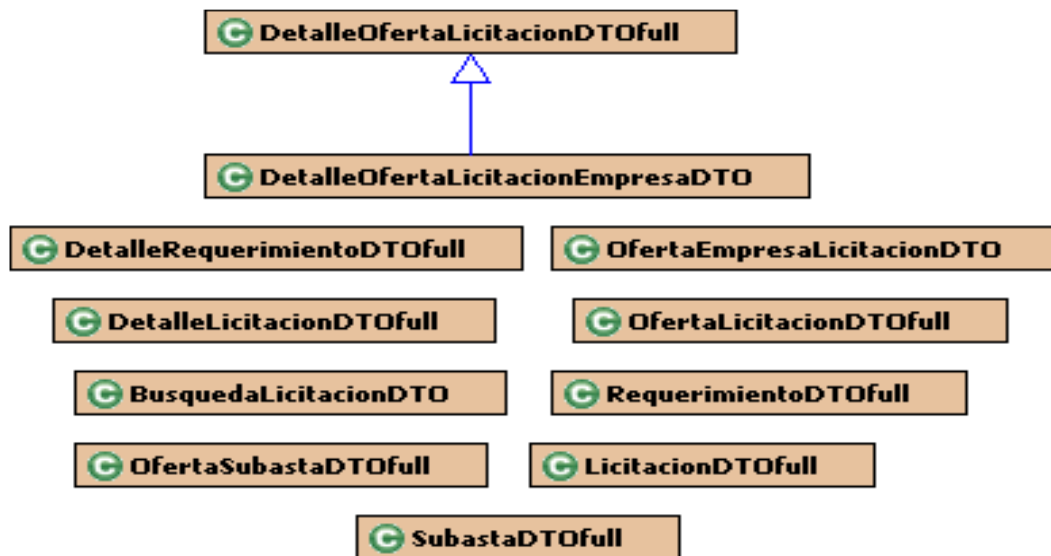 DetalleOfertaLicitacionDTOfull
DetalleOfertaLicitacionEmpresaDTO
DetalleRequerimientoDTOfull
OfertaEmpresaLicitacionDTO
DetalleLicitacionDTOfull
OfertaLicitacionDTOfull
BusquedaLicitacionDTO
RequerimientoDTOfull
OfertaSubastaDTOfull
LicitacionDTOfull
SubastaDTOfull